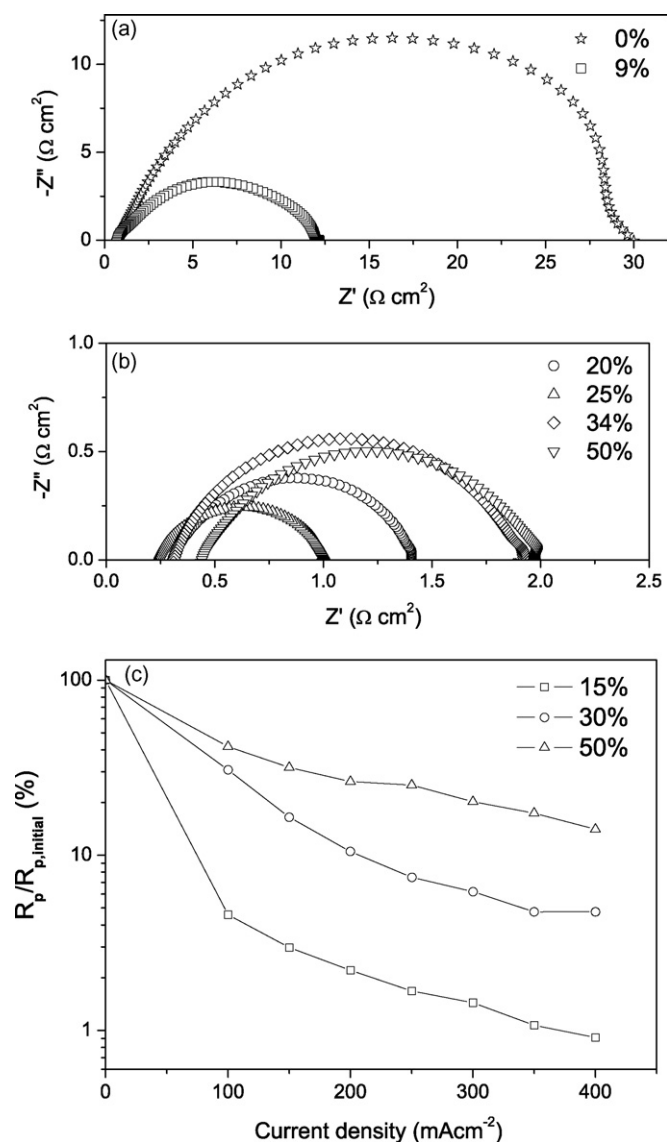 (a)
0%
9%
10
5
0
-Z" (Ω cm²)
0 5 10 15 20 25 30
Z' (Ω cm²)
(b)
20%
25%
34%
50%
1.0
0.5
0.0
-Z" (Ω cm²)
0.0 0.5 1.0 1.5 2.0 2.5
Z' (Ω cm²)
(c)
15%
30%
50%
100
10
1
Rₚ/Rₚ,initial (%)
0 100 200 300 400
Current density (mAcm⁻²)